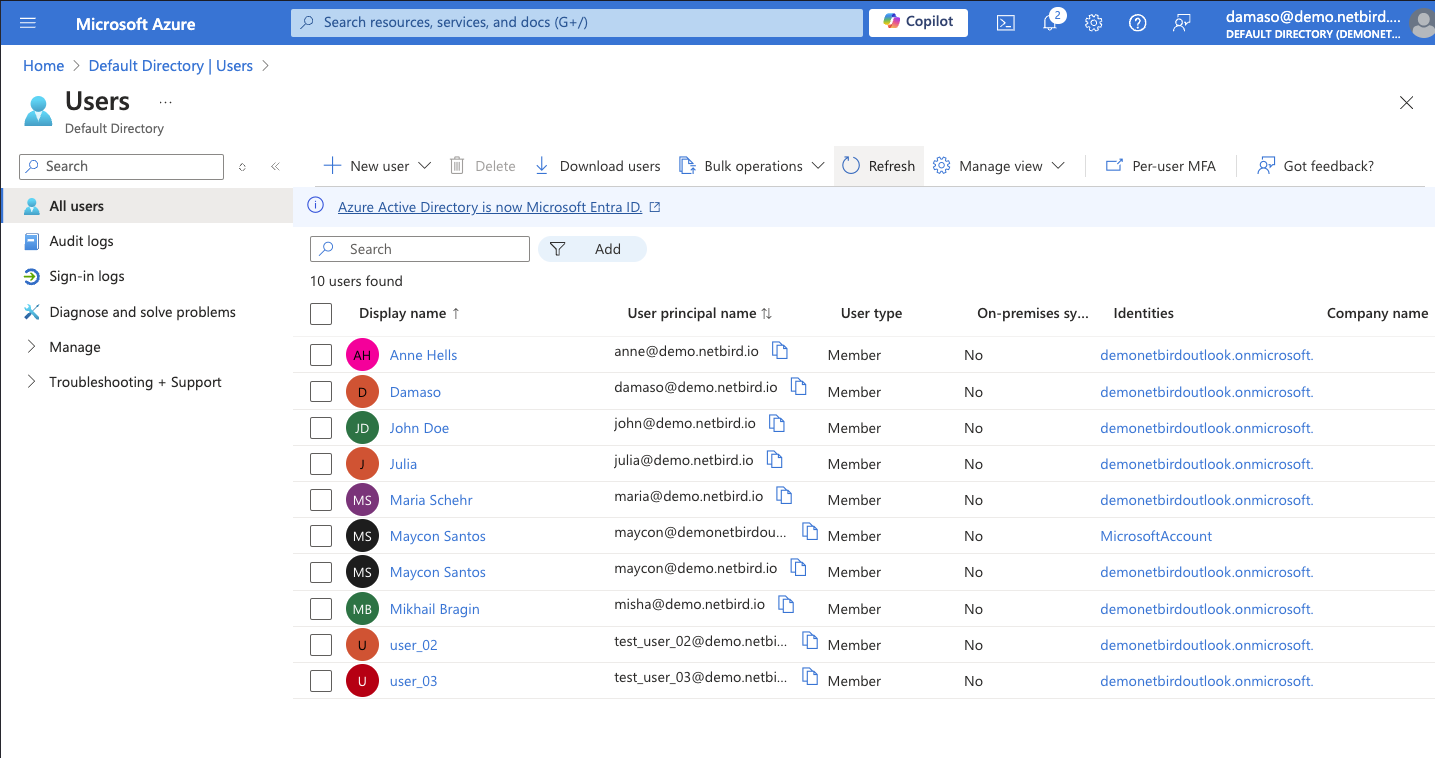 Microsoft Azure
Search resources, services, and docs (G+/)
Copilot
2
damaso@demo.netbird....
DEFAULT DIRECTORY (DEMONET...
Home > Default Directory | Users >
Users ...
Default Directory
Search
New user
Delete
Download users
Bulk operations
Refresh
Manage view
Per-user MFA
Got feedback?
All users
Audit logs
Sign-in logs
Diagnose and solve problems
Manage
Troubleshooting + Support
Azure Active Directory is now Microsoft Entra ID.
Search
Add
10 users found
Display name ↑ User principal name ↑↓ User type On-premises sy... Identities Company name
AH Anne Hells anne@demo.netbird.io Member No demonetbirdoutlook.onmicrosoft.
D Damaso damaso@demo.netbird.io Member No demonetbirdoutlook.onmicrosoft.
JD John Doe john@demo.netbird.io Member No demonetbirdoutlook.onmicrosoft.
J Julia julia@demo.netbird.io Member No demonetbirdoutlook.onmicrosoft.
MS Maria Schehr maria@demo.netbird.io Member No demonetbirdoutlook.onmicrosoft.
MS Maycon Santos maycon@demonetbirdou... Member No MicrosoftAccount
MS Maycon Santos maycon@demo.netbird.io Member No demonetbirdoutlook.onmicrosoft.
MB Mikhail Bragin misha@demo.netbird.io Member No demonetbirdoutlook.onmicrosoft.
U user_02 test_user_02@demo.netbi... Member No demonetbirdoutlook.onmicrosoft.
U user_03 test_user_03@demo.netbi... Member No demonetbirdoutlook.onmicrosoft.